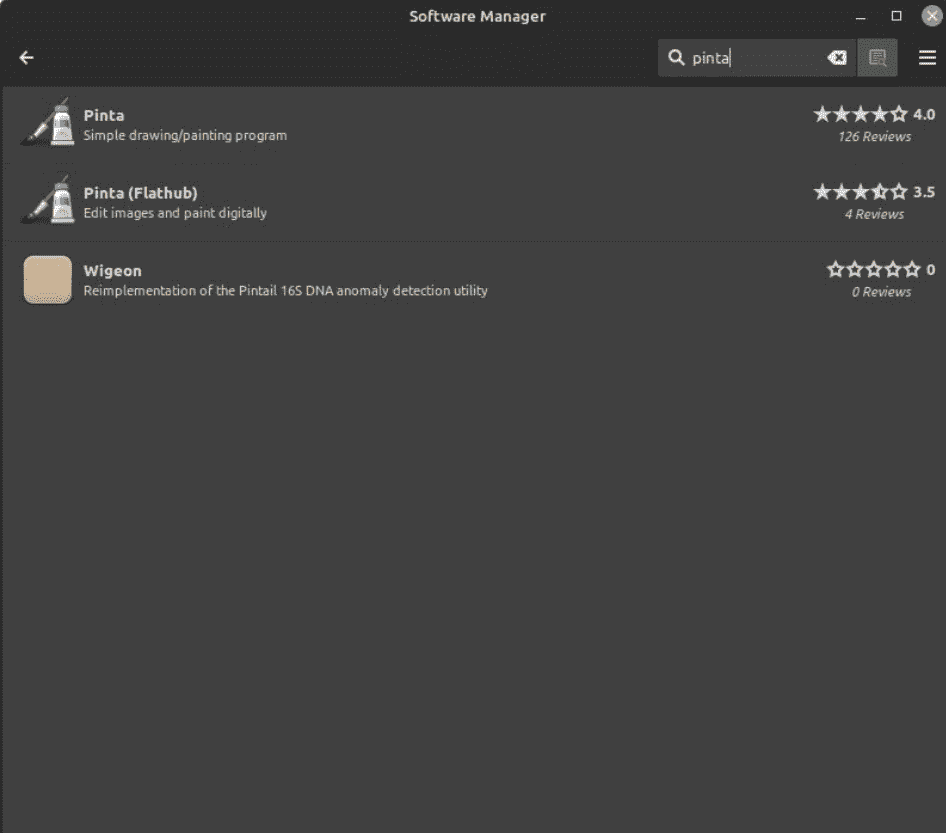 Software Manager
pinta
Pinta
Simple drawing/painting program
4.0
126 Reviews
Pinta (Flathub)
Edit images and paint digitally
3.5
4 Reviews
Wigeon
Reimplementation of the Pintail 16S DNA anomaly detection utility
0
0 Reviews